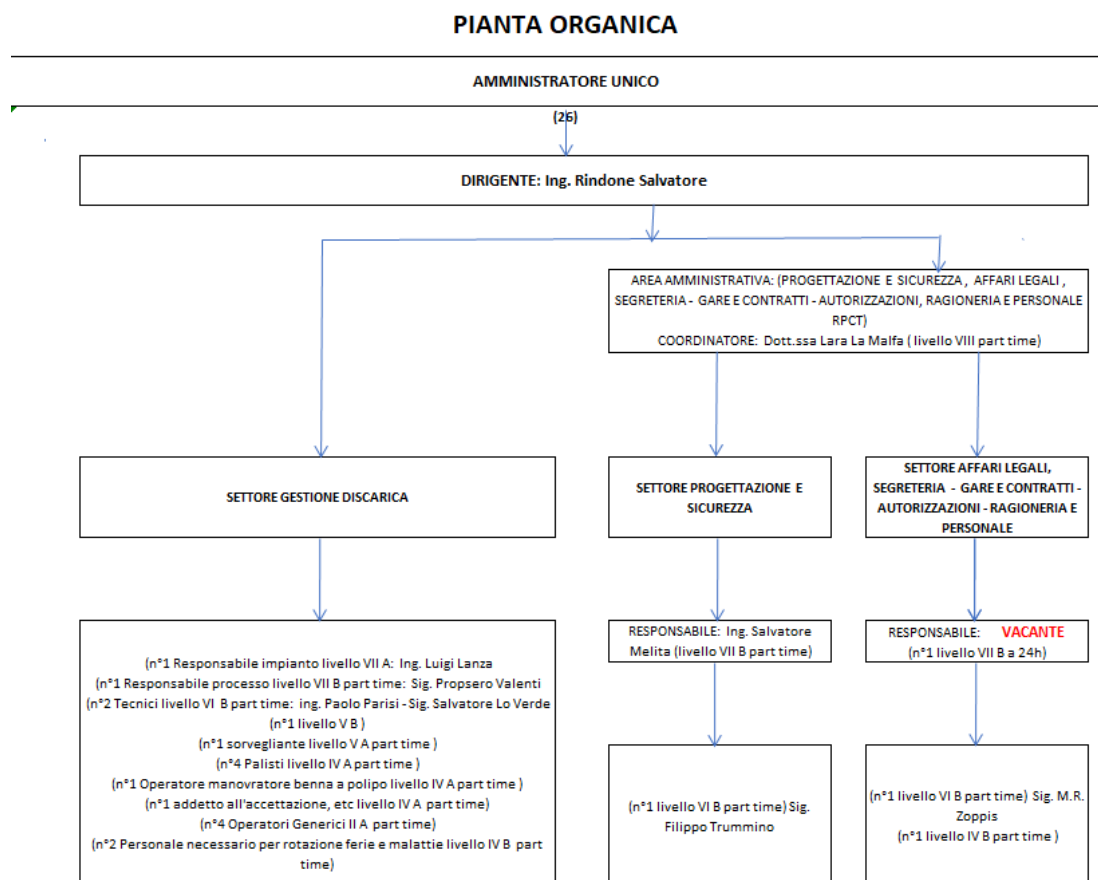 PIANTA ORGANICA
AMMINISTRATORE UNICO
(26)
DIRIGENTE: Ing. Rindone Salvatore
AREA AMMINISTRATIVA: (PROGETTAZIONE E SICUREZZA , AFFARI LEGALI ,
SEGRETERIA - GARE E CONTRATTI - AUTORIZZAZIONI, RAGIONERIA E PERSONALE
RPCT)
COORDINATORE: Dott.ssa Lara La Malfa ( livello VIII part time)
SETTORE GESTIONE DISCARICA
SETTORE PROGETTAZIONE E
SICUREZZA
SETTORE AFFARI LEGALI,
SEGRETERIA - GARE E CONTRATTI -
AUTORIZZAZIONI - RAGIONERIA E
PERSONALE
(n°1 Responsabile impianto livello VII A: Ing. Luigi Lanza
(n°1 Responsabile processo livello VII B part time: Sig. Propsero Valenti
(n°2 Tecnici livello VI B part time: ing. Paolo Parisi - Sig. Salvatore Lo Verde
(n°1 livello V B )
(n°1 sorvegliante livello V A part time )
(n°4 Palisti livello IV A part time )
(n°1 Operatore manovratore benna a polipo livello IV A part time )
(n°1 addetto all'accettazione, etc livello IV A part time)
(n°4 Operatori Generici II A part time)
(n°2 Personale necessario per rotazione ferie e malattie livello IV B part
time)
RESPONSABILE: Ing. Salvatore
Melita (livello VII B part time)
RESPONSABILE: VACANTE
(n°1 livello VII B a 24h)
(n°1 livello VI B part time) Sig.
Filippo Trummino
(n°1 livello VI B part time) Sig. M.R.
Zoppis
(n°1 livello IV B part time )